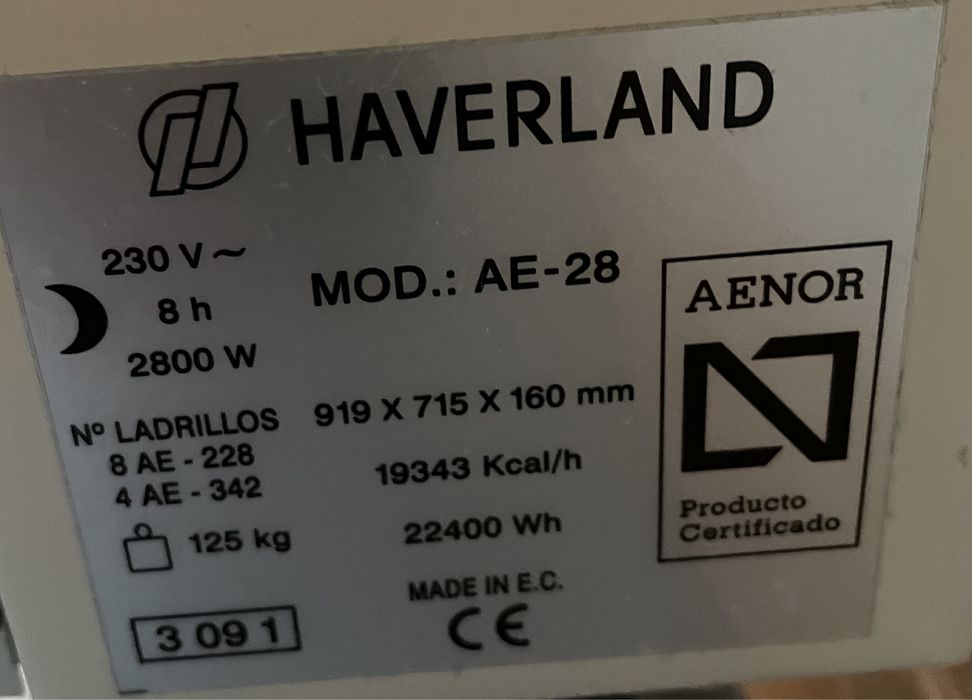 HAVERLAND
230 V ~
8 h
2800 W
MOD.: AE-28
Nº LADRILLOS
8 AE - 228
4 AE - 342
125 kg
919 X 715 X 160 mm
19343 Kcal/h
22400 Wh
MADE IN E.C.
CE
3 09 1
AENOR
Producto
Certificado